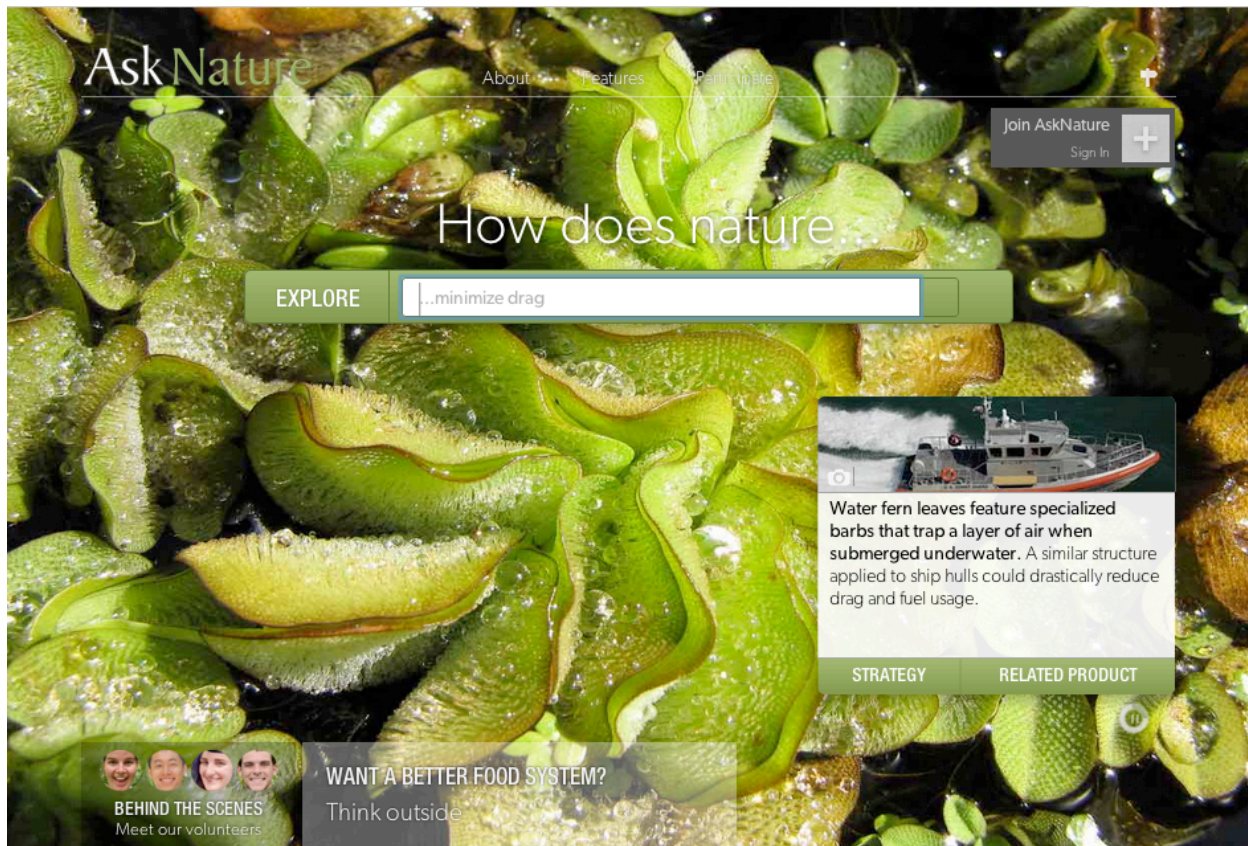 AskNature
About Features Participate
Join AskNature
Sign In
How does nature...
EXPLORE
...minimize drag
Water fern leaves feature specialized
barbs that trap a layer of air when
submerged underwater. A similar structure
applied to ship hulls could drastically reduce
drag and fuel usage.
STRATEGY RELATED PRODUCT
BEHIND THE SCENES
Meet our volunteers
WANT A BETTER FOOD SYSTEM?
Think outside